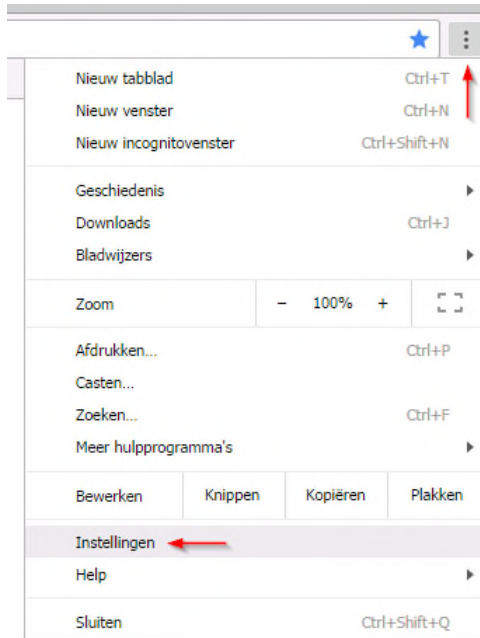 Nieuw tabblad Ctrl+T
Nieuw venster Ctrl+N
Nieuw incognitovenster Ctrl+Shift+N
Geschiedenis
Downloads Ctrl+J
Bladwijzers
Zoom - 100% +
Afdrukken... Ctrl+P
Casten...
Zoeken... Ctrl+F
Meer hulpprogramma's
Bewerken Knippen Kopiëren Plakken
Instellingen
Help
Sluiten Ctrl+Shift+Q